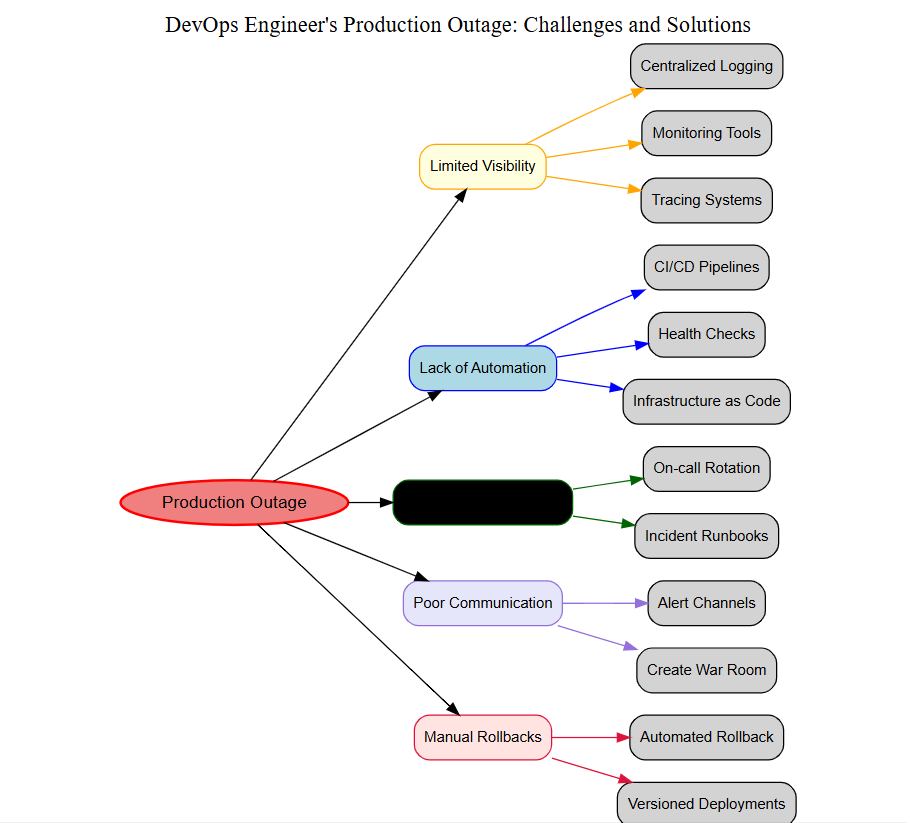 DevOps Engineer's Production Outage: Challenges and Solutions
Centralized Logging
Monitoring Tools
Limited Visibility
Tracing Systems
CI/CD Pipelines
Health Checks
Lack of Automation
Infrastructure as Code
On-call Rotation
Production Outage
Incident Runbooks
Poor Communication
Alert Channels
Create War Room
Manual Rollbacks
Automated Rollback
Versioned Deployments